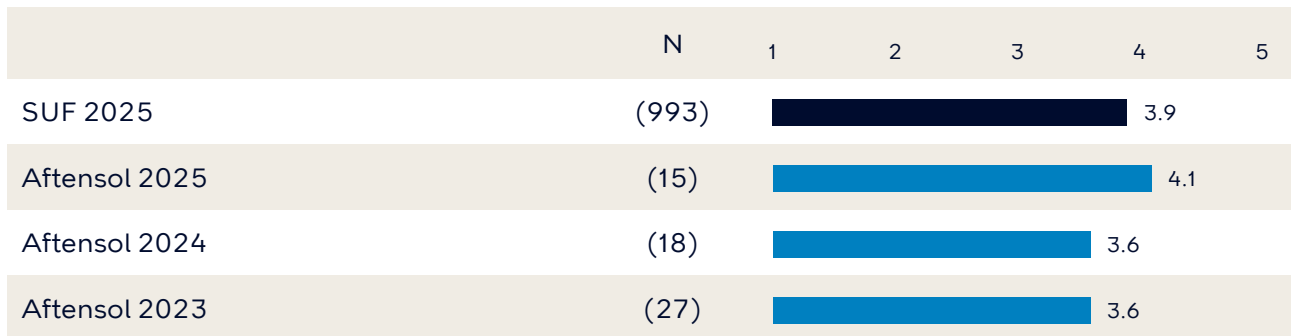 N 1 2 3 4 5
SUF 2025 (993) 3.9
Aftensol 2025 (15) 4.1
Aftensol 2024 (18) 3.6
Aftensol 2023 (27) 3.6